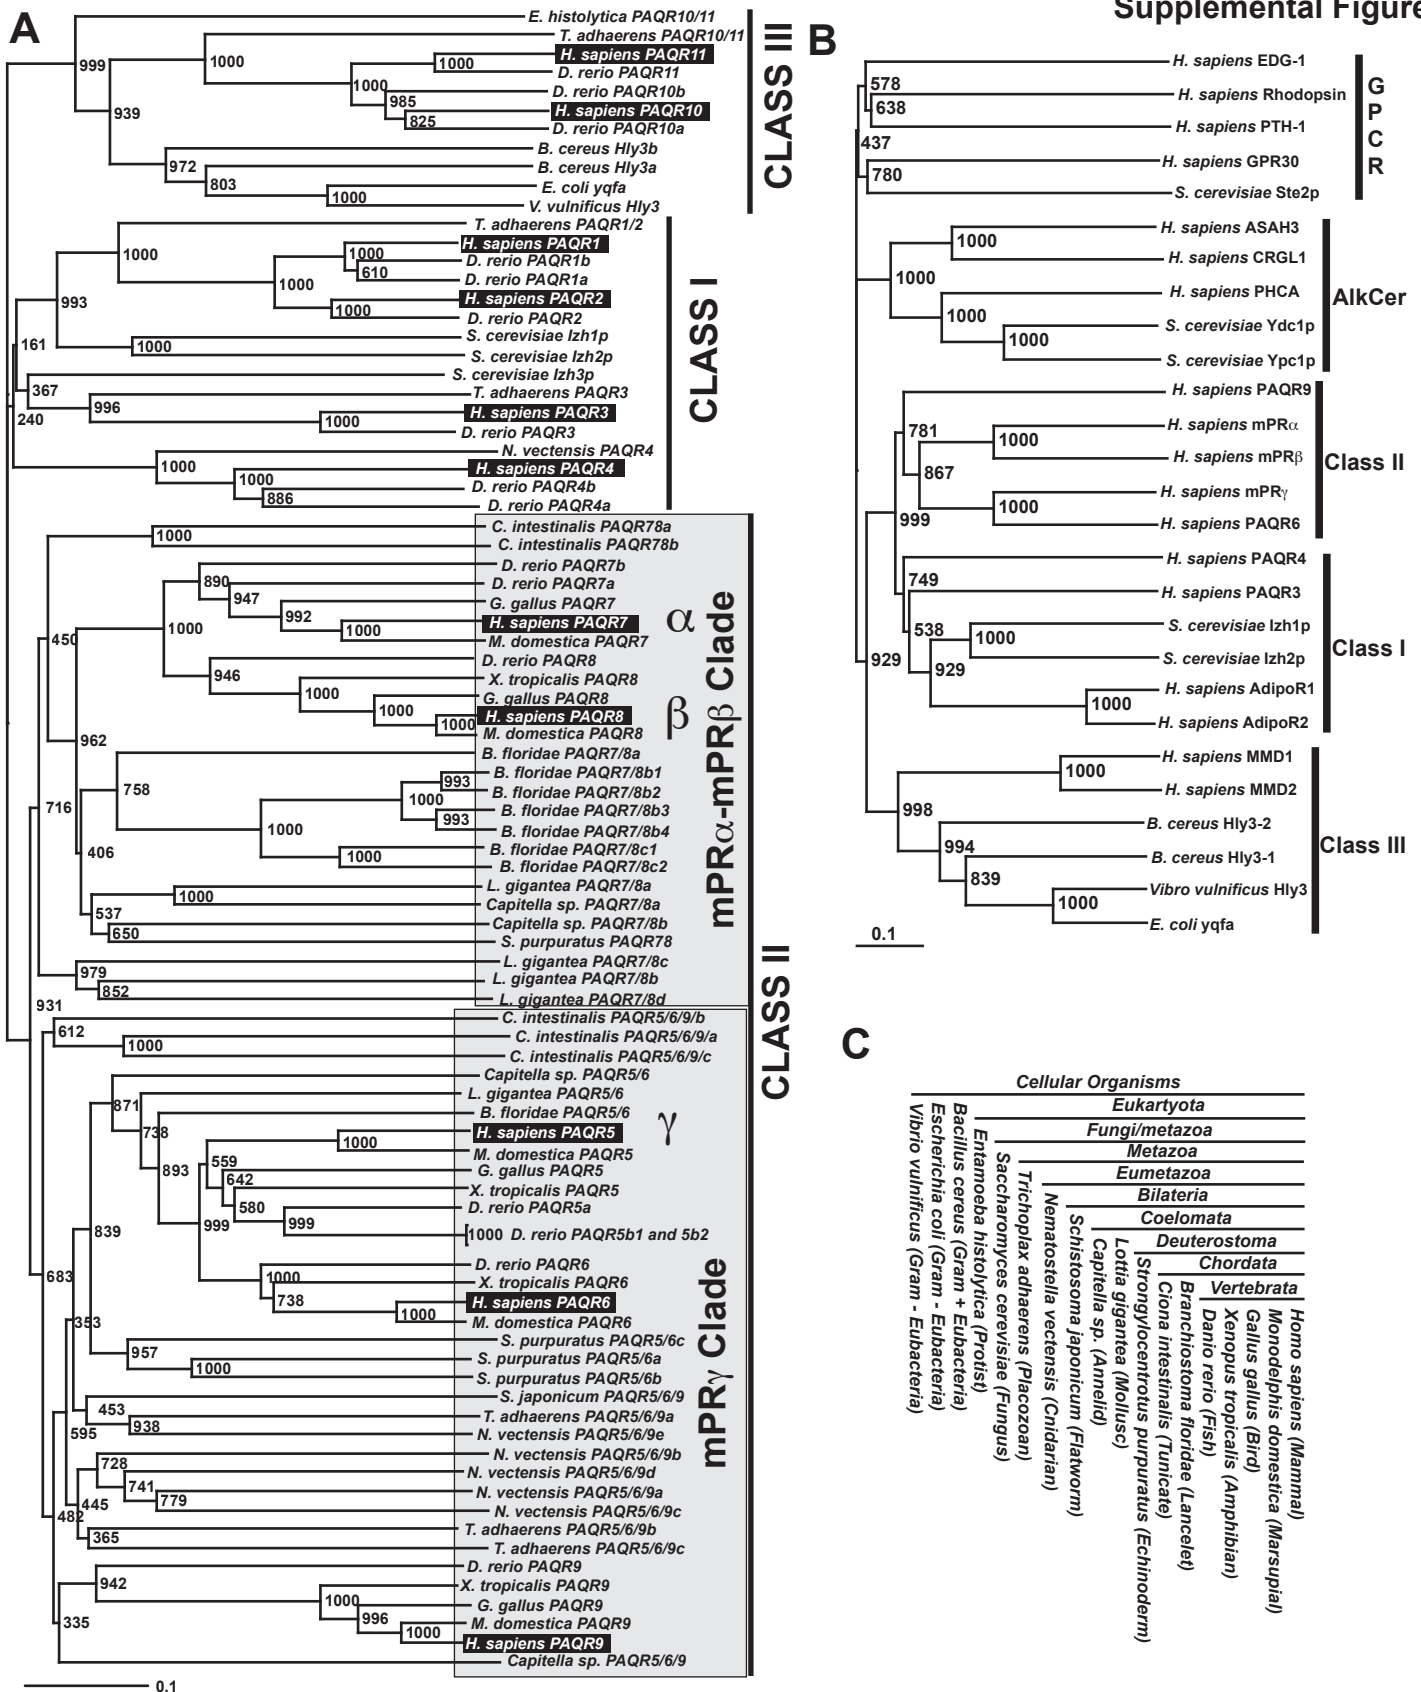 Supplemental Figure
A
E. histolytica PAQR10/11
T. adhaerens PAQR10/11
H. sapiens PAQR11
D. rerio PAQR11
D. rerio PAQR10b
H. sapiens PAQR10
D. rerio PAQR10a
B. cereus Hly3b
B. cereus Hly3a
E. coli yqfa
V. vulnificus Hly3
999
1000
1000
1000
985
825
939
972
803
1000
CLASS III
T. adhaerens PAQR1/2
H. sapiens PAQR1
D. rerio PAQR1b
D. rerio PAQR1a
H. sapiens PAQR2
D. rerio PAQR2
S. cerevisiae Izh1p
S. cerevisiae Izh2p
S. cerevisiae Izh3p
T. adhaerens PAQR3
H. sapiens PAQR3
D. rerio PAQR3
N. vectensis PAQR4
H. sapiens PAQR4
D. rerio PAQR4b
D. rerio PAQR4a
1000
1000
610
1000
1000
993
161
1000
367
996
1000
240
1000
1000
886
CLASS I
C. intestinalis PAQR78a
C. intestinalis PAQR78b
D. rerio PAQR7b
D. rerio PAQR7a
G. gallus PAQR7
H. sapiens PAQR7
M. domestica PAQR7
D. rerio PAQR8
X. tropicalis PAQR8
G. gallus PAQR8
H. sapiens PAQR8
M. domestica PAQR8
B. floridae PAQR7/8a
B. floridae PAQR7/8b1
B. floridae PAQR7/8b2
B. floridae PAQR7/8b3
B. floridae PAQR7/8b4
B. floridae PAQR7/8c1
B. floridae PAQR7/8c2
L. gigantea PAQR7/8a
Capitella sp. PAQR7/8a
Capitella sp. PAQR7/8b
S. purpuratus PAQR78
L. gigantea PAQR7/8c
L. gigantea PAQR7/8b
L. gigantea PAQR7/8d
1000
890
947
992
1000
1000
450
946
1000
1000
1000
962
993
758
1000
716
993
1000
406
1000
1000
537
650
979
852
931
α
β
mPRα-mPRβ Clade
CLASS II
C. intestinalis PAQR5/6/9/b
C. intestinalis PAQR5/6/9/a
C. intestinalis PAQR5/6/9/c
Capitella sp. PAQR5/6
L. gigantea PAQR5/6
B. floridae PAQR5/6
H. sapiens PAQR5
M. domestica PAQR5
G. gallus PAQR5
X. tropicalis PAQR5
D. rerio PAQR5a
1000 D. rerio PAQR5b1 and 5b2
D. rerio PAQR6
X. tropicalis PAQR6
H. sapiens PAQR6
M. domestica PAQR6
S. purpuratus PAQR5/6c
S. purpuratus PAQR5/6a
S. purpuratus PAQR5/6b
S. japonicum PAQR5/6/9
T. adhaerens PAQR5/6/9a
N. vectensis PAQR5/6/9e
N. vectensis PAQR5/6/9b
N. vectensis PAQR5/6/9d
N. vectensis PAQR5/6/9a
N. vectensis PAQR5/6/9c
T. adhaerens PAQR5/6/9b
T. adhaerens PAQR5/6/9c
D. rerio PAQR9
X. tropicalis PAQR9
G. gallus PAQR9
M. domestica PAQR9
H. sapiens PAQR9
Capitella sp. PAQR5/6/9
612
1000
871
738
1000
559
893
642
580
999
999
839
683
1000
738
1000
353
957
1000
453
938
595
728
741
779
445
482
365
942
1000
996
1000
335
γ
mPRγ Clade
0.1
B
H. sapiens EDG-1
H. sapiens Rhodopsin
H. sapiens PTH-1
H. sapiens GPR30
S. cerevisiae Ste2p
578
638
437
780
G
P
C
R
H. sapiens ASAH3
H. sapiens CRGL1
H. sapiens PHCA
S. cerevisiae Ydc1p
S. cerevisiae Ypc1p
1000
1000
1000
1000
AlkCer
H. sapiens PAQR9
H. sapiens mPRα
H. sapiens mPRβ
H. sapiens mPRγ
H. sapiens PAQR6
781
1000
867
1000
999
Class II
H. sapiens PAQR4
H. sapiens PAQR3
S. cerevisiae Izh1p
S. cerevisiae Izh2p
H. sapiens AdipoR1
H. sapiens AdipoR2
749
538
1000
929
929
1000
Class I
H. sapiens MMD1
H. sapiens MMD2
B. cereus Hly3-2
B. cereus Hly3-1
Vibro vulnificus Hly3
E. coli yqfa
1000
998
994
839
1000
Class III
0.1
C
Cellular Organisms
Eukartyota
Fungi/metazoa
Metazoa
Eumetazoa
Bilateria
Coelomata
Deuterostoma
Chordata
Vertebrata
Vibrio vulnificus (Gram - Eubacteria)
Escherichia coli (Gram - Eubacteria)
Bacillus cereus (Gram + Eubacteria)
Entamoeba histolytica (Protist)
Saccharomyces cerevisiae (Fungus)
Trichoplax adhaerens (Placozoan)
Nematostella vectensis (Cnidarian)
Schistosoma japonicum (Flatworm)
Capitella sp. (Annelid)
Lottia gigantea (Mollusc)
Strongylocentrotus purpuratus (Echinoderm)
Ciona intestinalis (Tunicate)
Branchiostoma floridae (Lancelet)
Danio rerio (Fish)
Xenopus tropicalis (Amphibian)
Gallus gallus (Bird)
Monodelphis domestica (Marsupial)
Homo sapiens (Mammal)